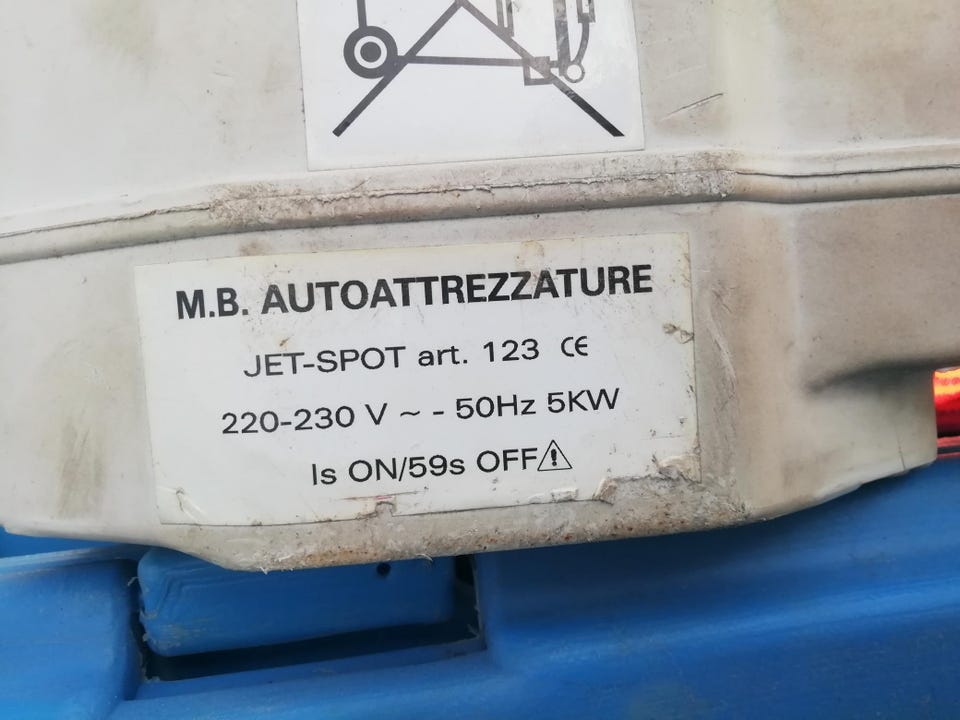 M.B. AUTOATTREZZATURE
JET-SPOT art. 123 CE
220-230 V ~ - 50Hz 5KW
Is ON/59s OFF